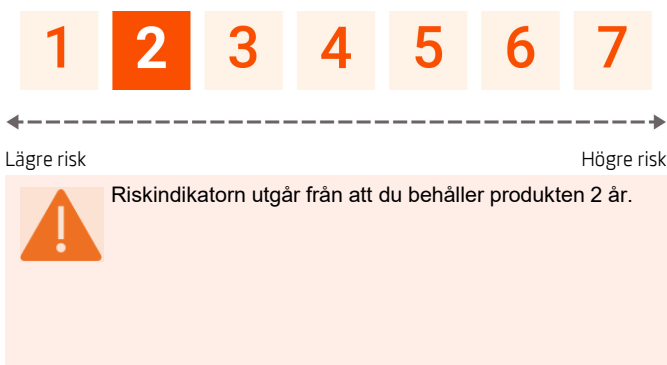 1 2 3 4 5 6 7
Lägre risk Högre risk
Riskindikatorn utgår från att du behåller produkten 2 år.